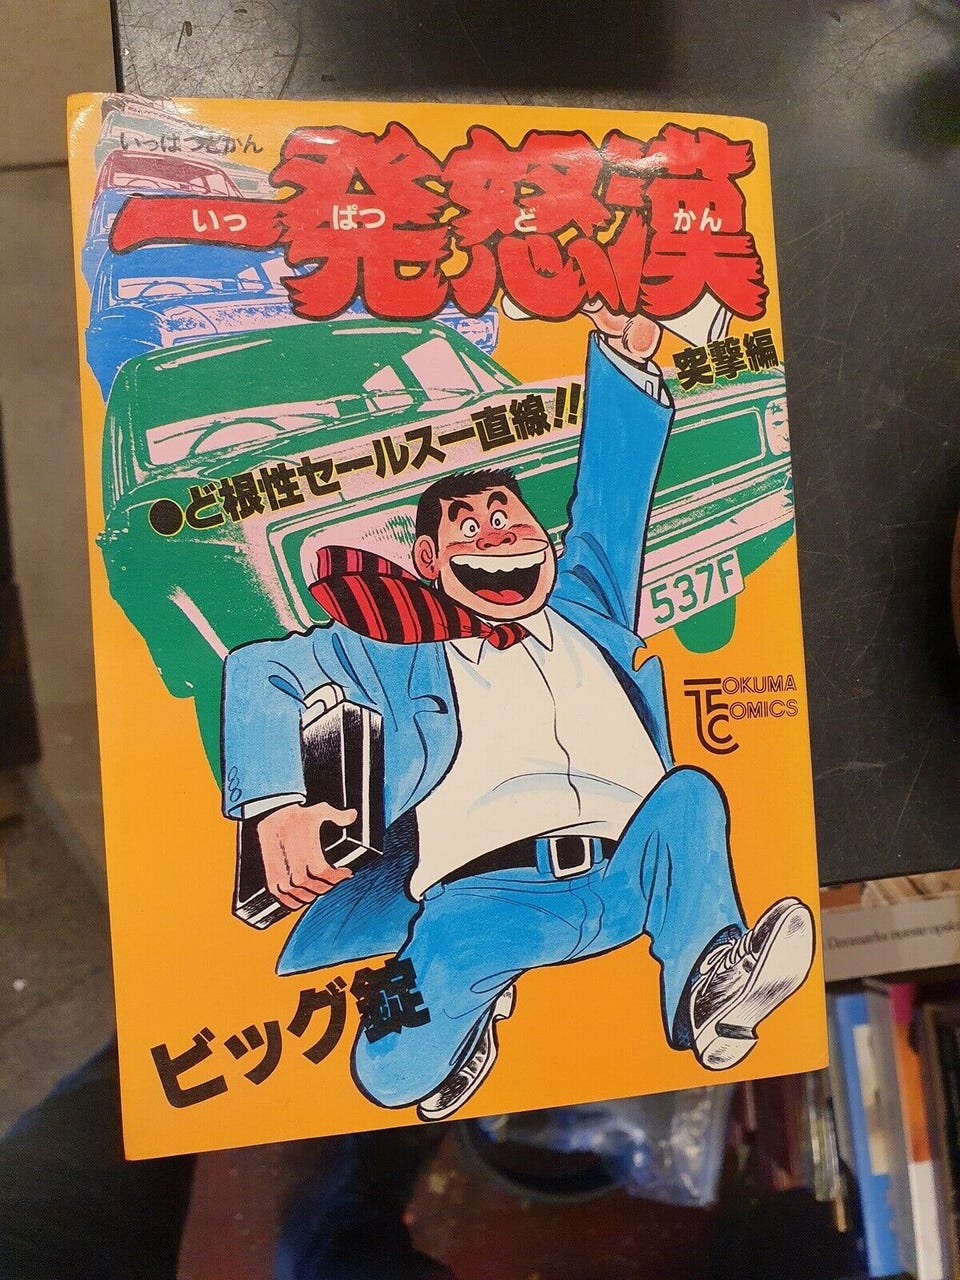 いっぱつどかん
一発怒漢
いっ ぱつ ど かん
突撃編
●ど根性セールス一直線!!
537F
TOKUMA
COMICS
ビッグ錠